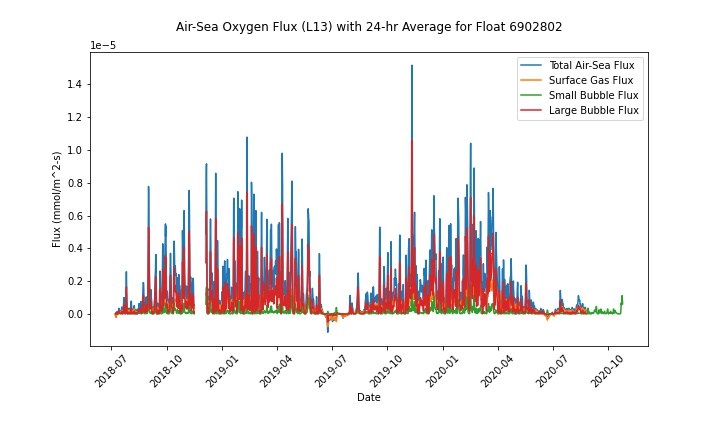 Air-Sea Oxygen Flux (L13) with 24-hr Average for Float 6902802
1e−5
Total Air-Sea Flux
Surface Gas Flux
Small Bubble Flux
Large Bubble Flux
1.4
1.2
1.0
0.8
0.6
0.4
0.2
0.0
Flux (mmol/m^2-s)
2018-07
2018-10
2019-01
2019-04
2019-07
2019-10
2020-01
2020-04
2020-07
2020-10
Date